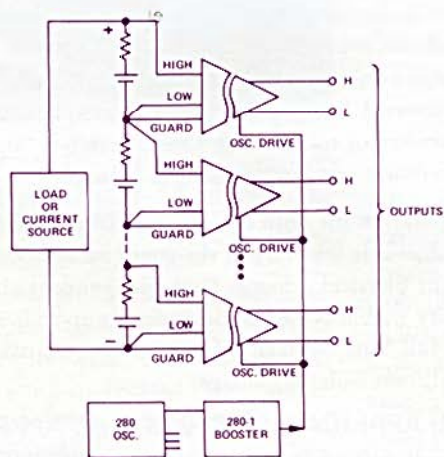 +
HIGH
LOW
GUARD
OSC. DRIVE
H
L
HIGH
LOW
GUARD
OSC. DRIVE
H
L
LOAD
OR
CURRENT
SOURCE
OUTPUTS
HIGH
LOW
GUARD
OSC. DRIVE
H
L
−
280
OSC.
280-1
BOOSTER